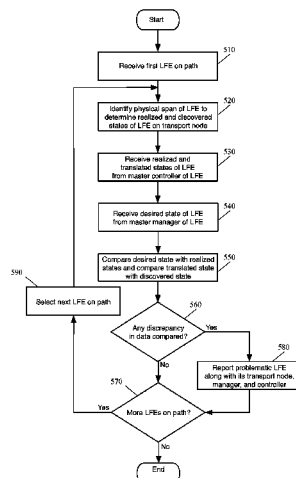 Start
510
Receive first LFE on path
520
Identify physical span of LFE to
determine realized and discovered
states of LFE on transport node
530
Receive realized and
translated states of LFE
from master controller of LFE
540
Receive desired state of LFE
from master manager of LFE
550
Compare desired state with realized
states and compare translated state
with discovered state
590
Select next LFE on path
560
Any discrepancy
in data compared?
Yes
No
580
Report problematic LFE
along with its transport node,
manager, and controller
570
More LFEs on path?
Yes
No
End